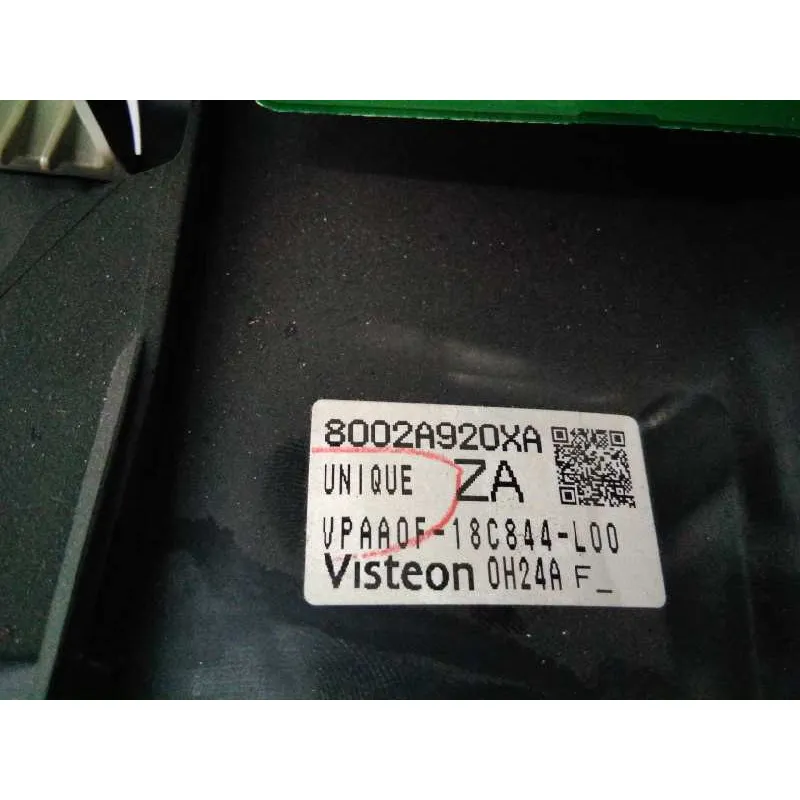 8002A920XA
UNIQUE ZA
VPAA0F-18C844-L00
Visteon 0H24A F_